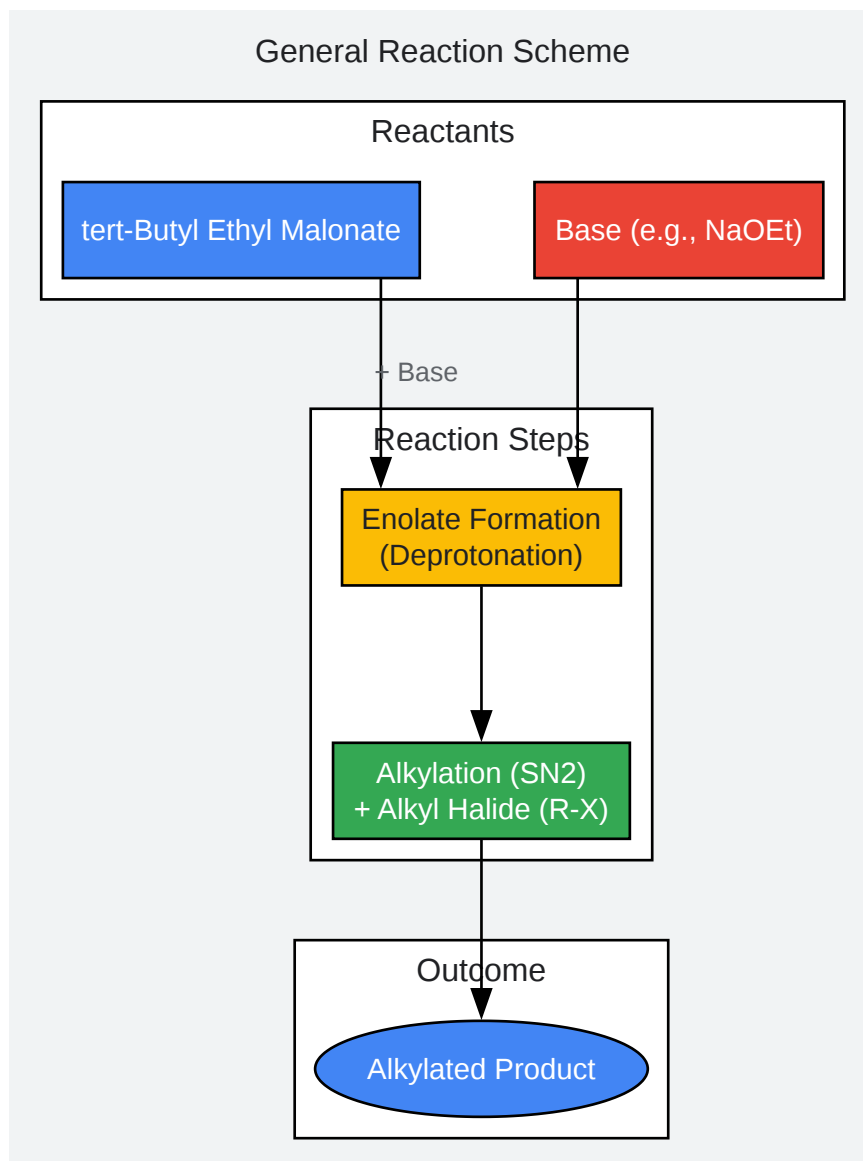 General Reaction Scheme
Reactants
tert-Butyl Ethyl Malonate
Base (e.g., NaOEt)
+ Base
Reaction Steps
Enolate Formation
(Deprotonation)
Alkylation (SN2)
+ Alkyl Halide (R-X)
Outcome
Alkylated Product